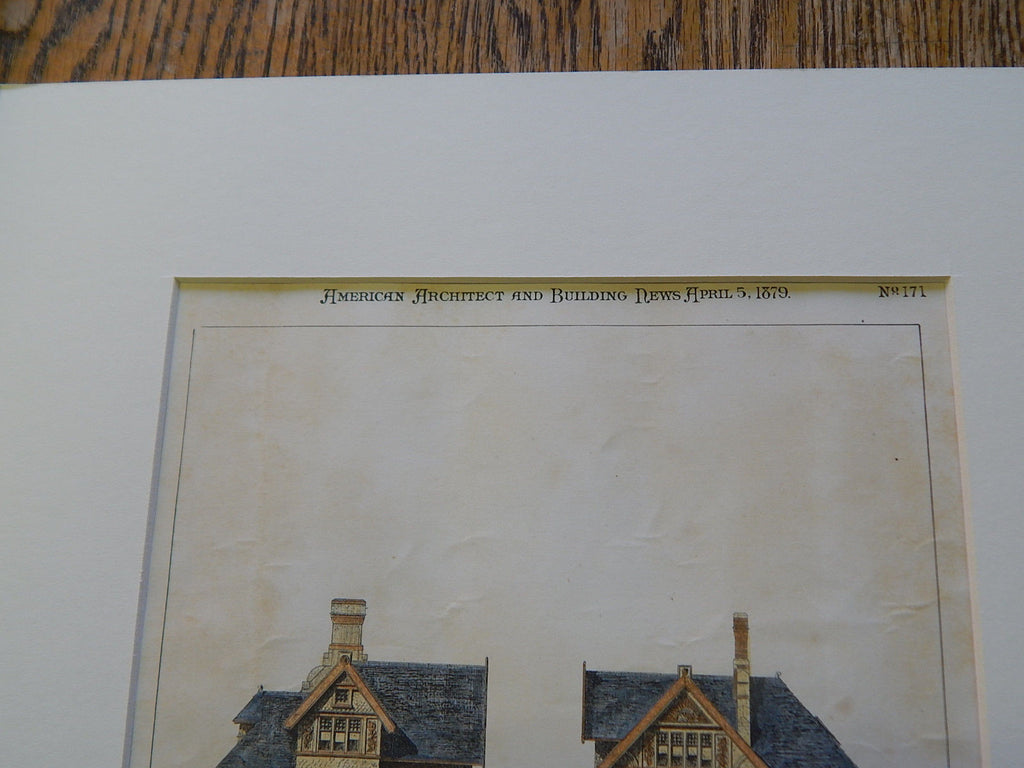 American Architect and Building News April 5, 1879.
No 171